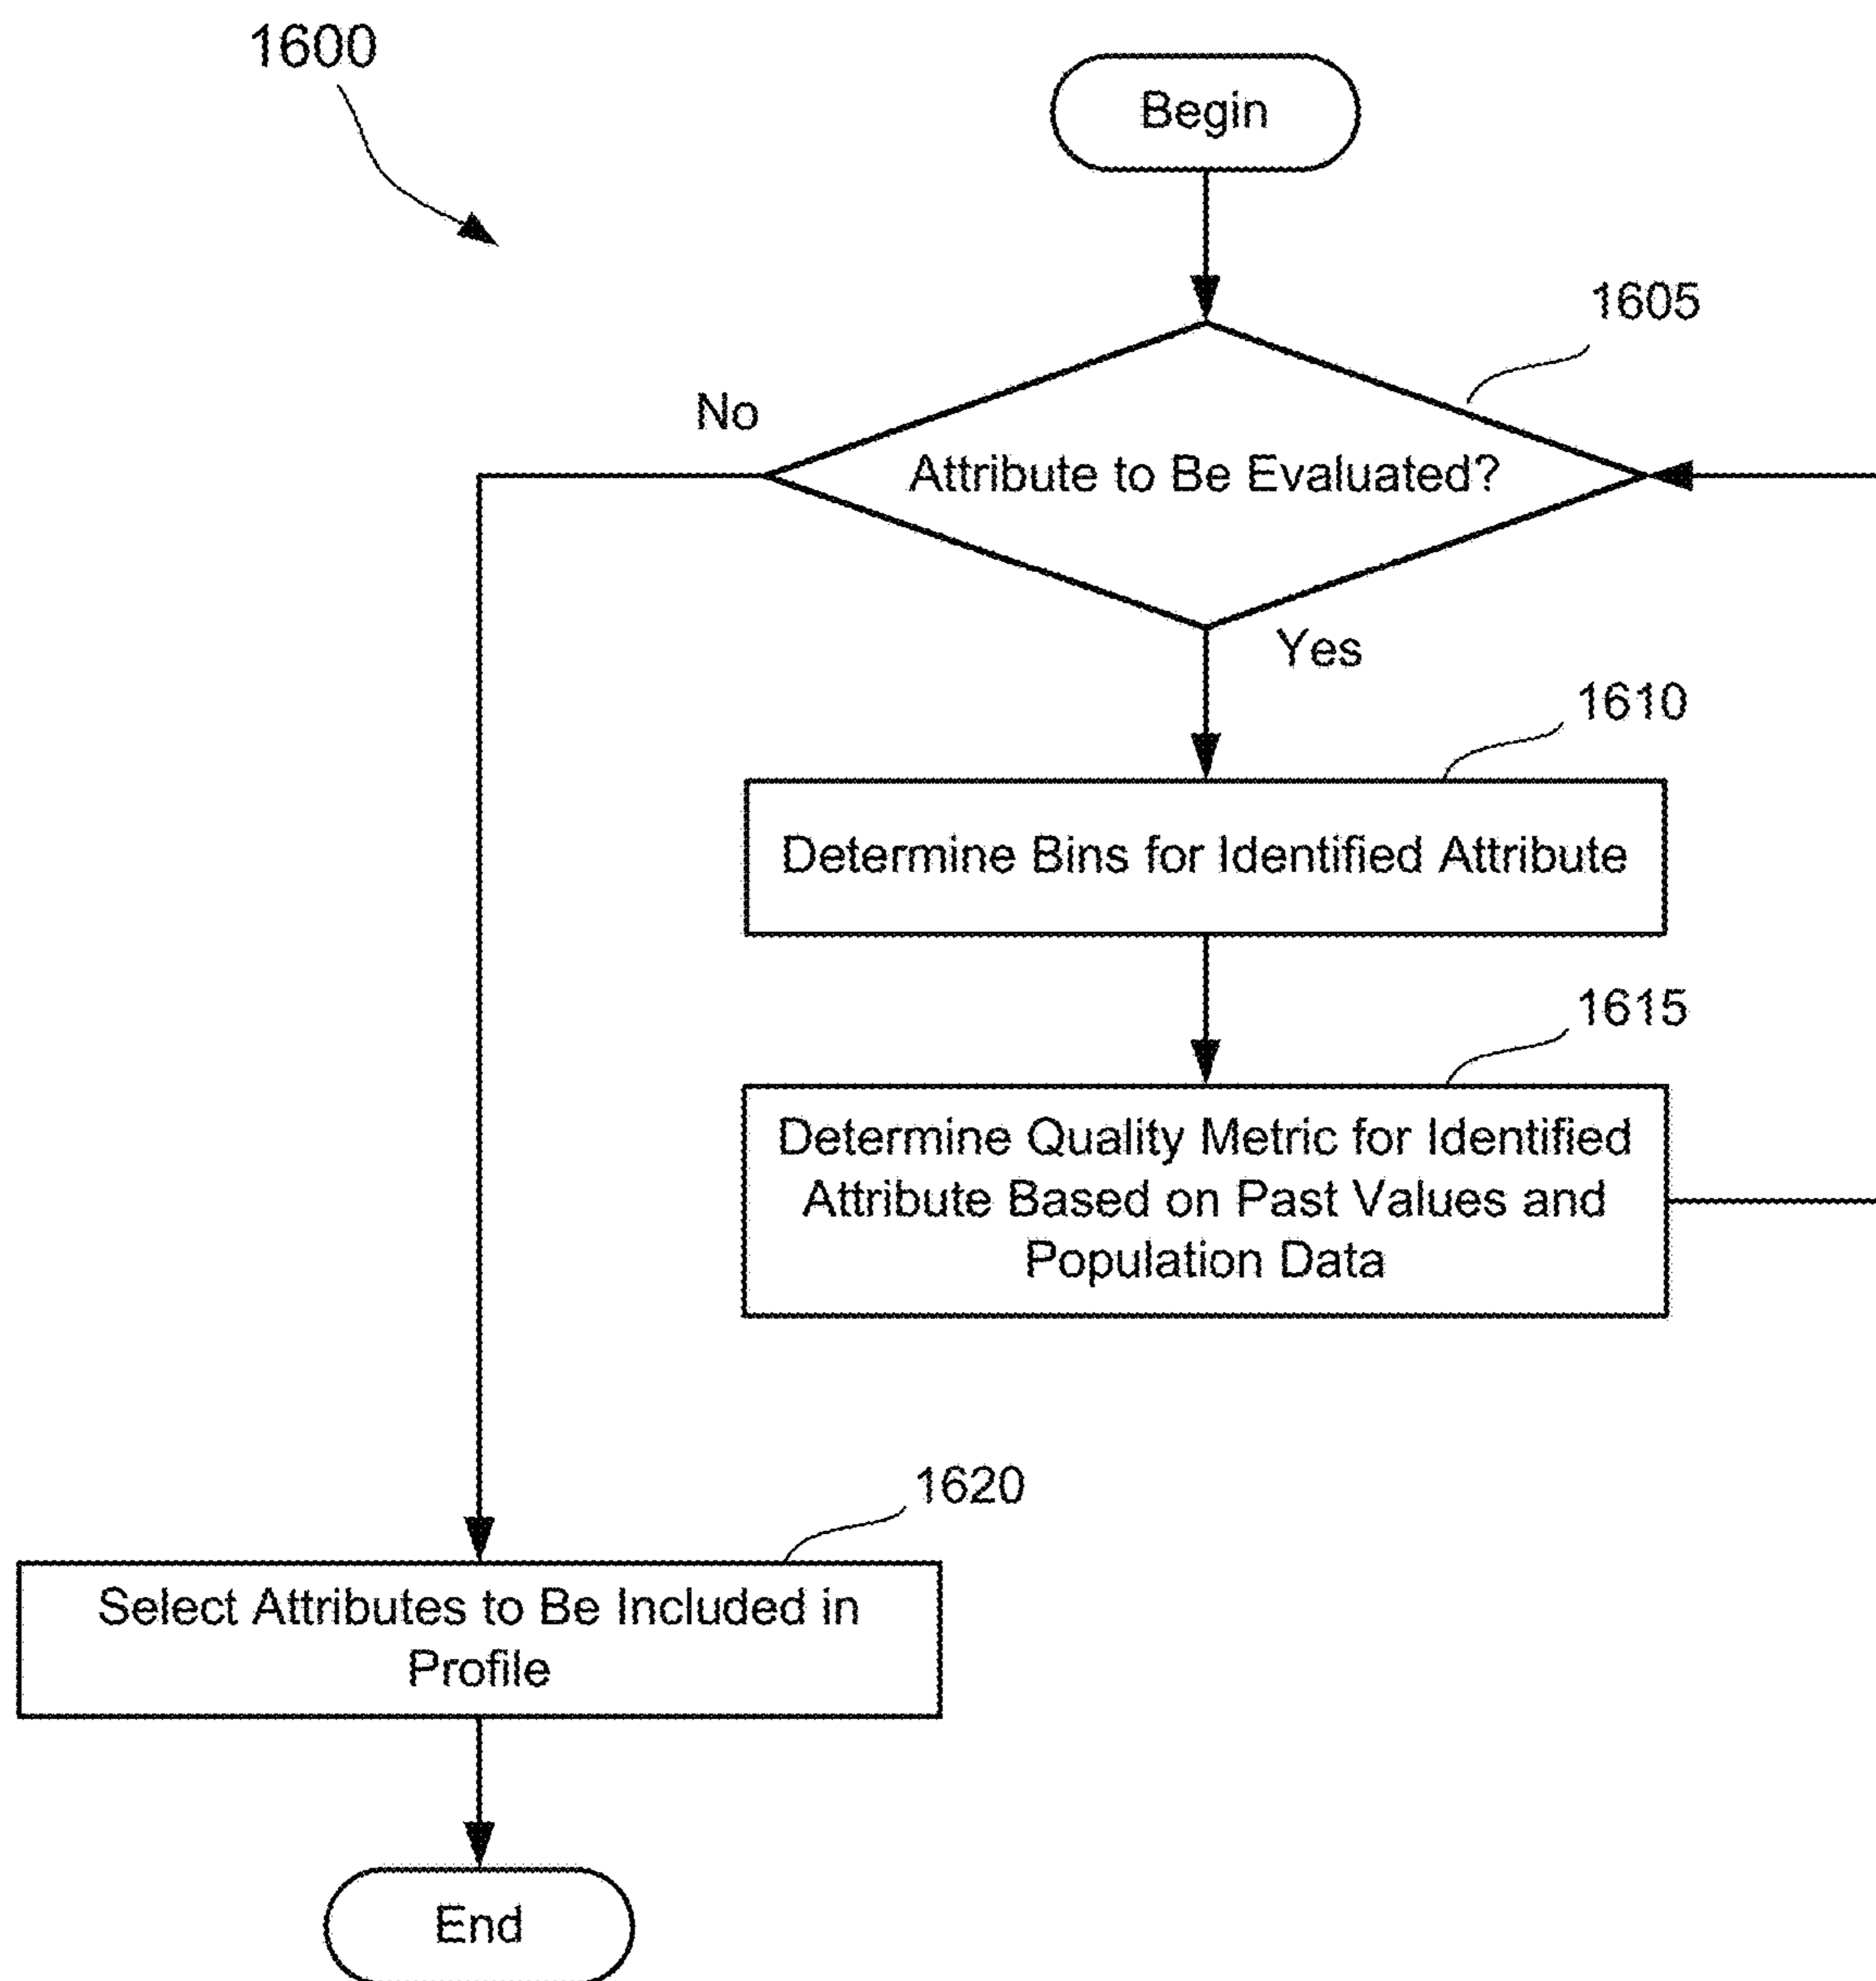 1600
Begin
1605
No
Attribute to Be Evaluated?
Yes
1610
Determine Bins for Identified Attribute
1615
Determine Quality Metric for Identified
Attribute Based on Past Values and
Population Data
1620
Select Attributes to Be Included in
Profile
End